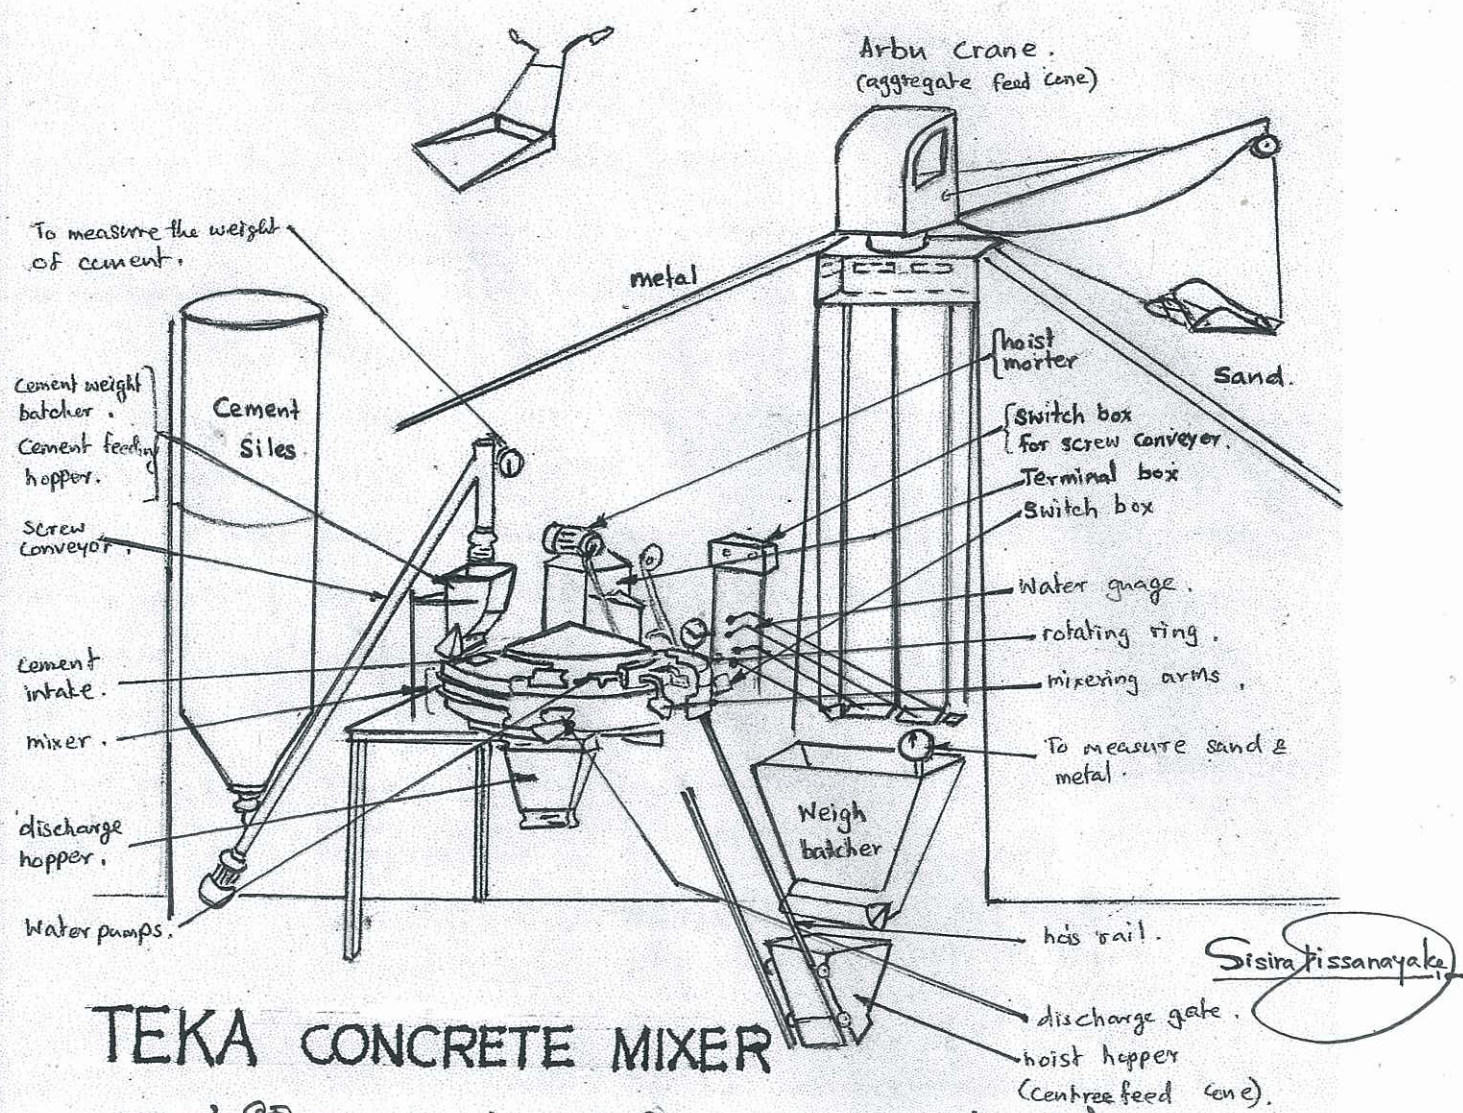 Arbu Crane.
(aggregate feed cone)
To measure the weight
of cement.
metal
hoist
morter
Sand.
Cement weight
batcher.
Cement feeding
hopper.
Cement
Siles
Switch box
for screw conveyer.
Terminal box
Switch box
Screw
Conveyor.
Water guage.
rotating ring.
mixering arms.
Cement
intake.
mixer.
To measure sand &
metal.
Weigh
batcher
discharge
hopper.
Water pumps.
hois rail.
Sisira Dissanayake
discharge gate.
hoist hopper
(Centree feed cone).
TEKA CONCRETE MIXER